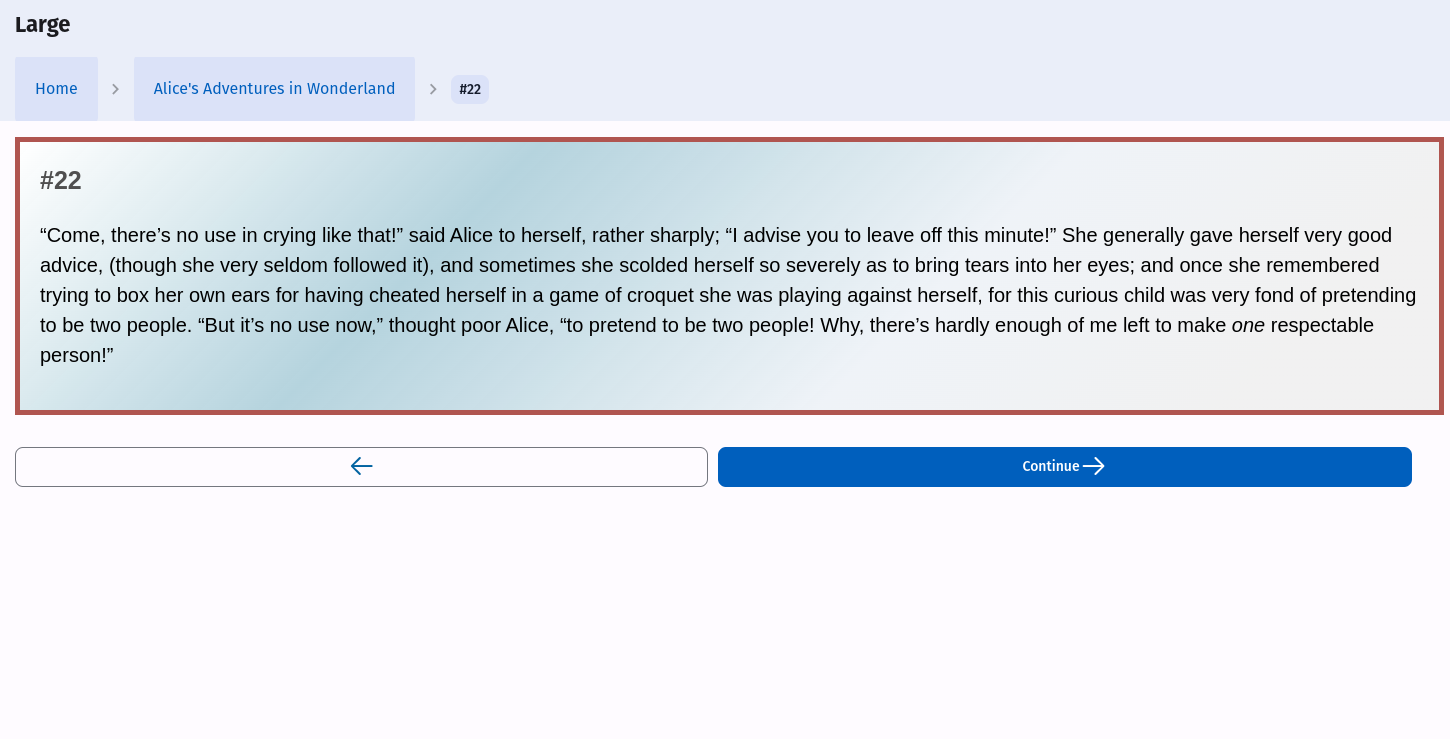 Large
Home
Alice's Adventures in Wonderland
#22
#22
“Come, there’s no use in crying like that!” said Alice to herself, rather sharply; “I advise you to leave off this minute!” She generally gave herself very good
advice, (though she very seldom followed it), and sometimes she scolded herself so severely as to bring tears into her eyes; and once she remembered
trying to box her own ears for having cheated herself in a game of croquet she was playing against herself, for this curious child was very fond of pretending
to be two people. “But it’s no use now,” thought poor Alice, “to pretend to be two people! Why, there’s hardly enough of me left to make one respectable
person!”
Continue